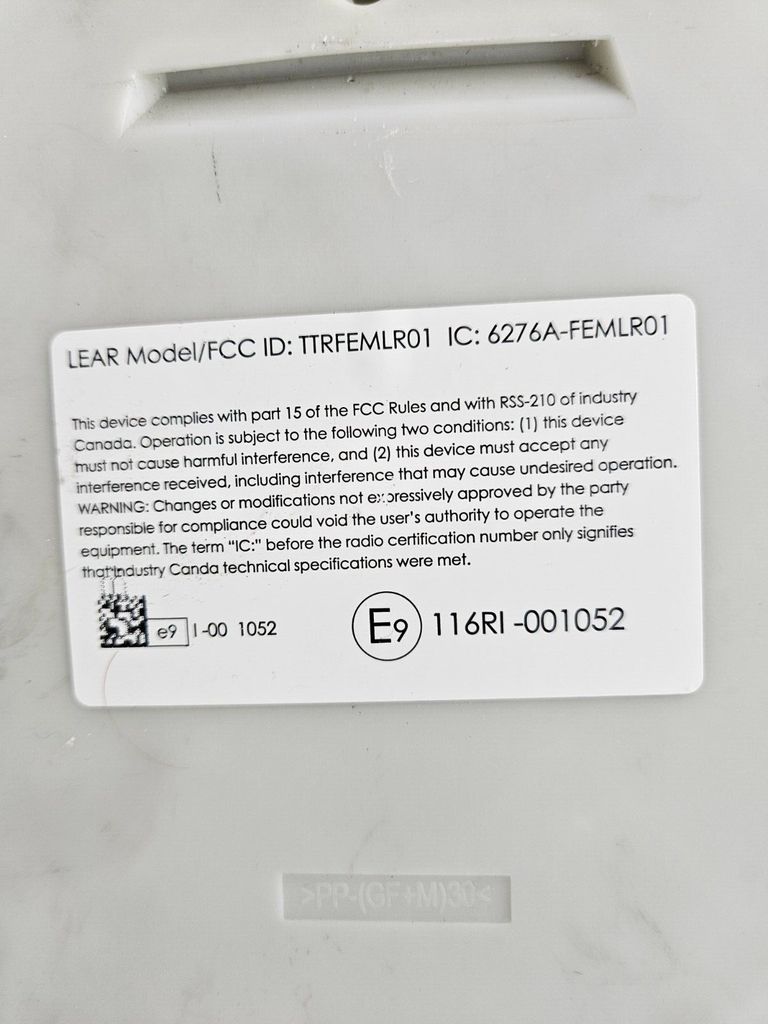 LEAR Model/FCC ID: TTRFEMLR01 IC: 6276A-FEMLR01
This device complies with part 15 of the FCC Rules and with RSS-210 of industry
Canada. Operation is subject to the following two conditions: (1) this device
must not cause harmful interference, and (2) this device must accept any
interference received, including interference that may cause undesired operation.
WARNING: Changes or modifications not expressively approved by the party
responsible for compliance could void the user's authority to operate the
equipment. The term "IC:" before the radio certification number only signifies
that Industry Canda technical specifications were met.
e9 I-00 1052
E9 116RI-001052
>PP-(GF+M)30<